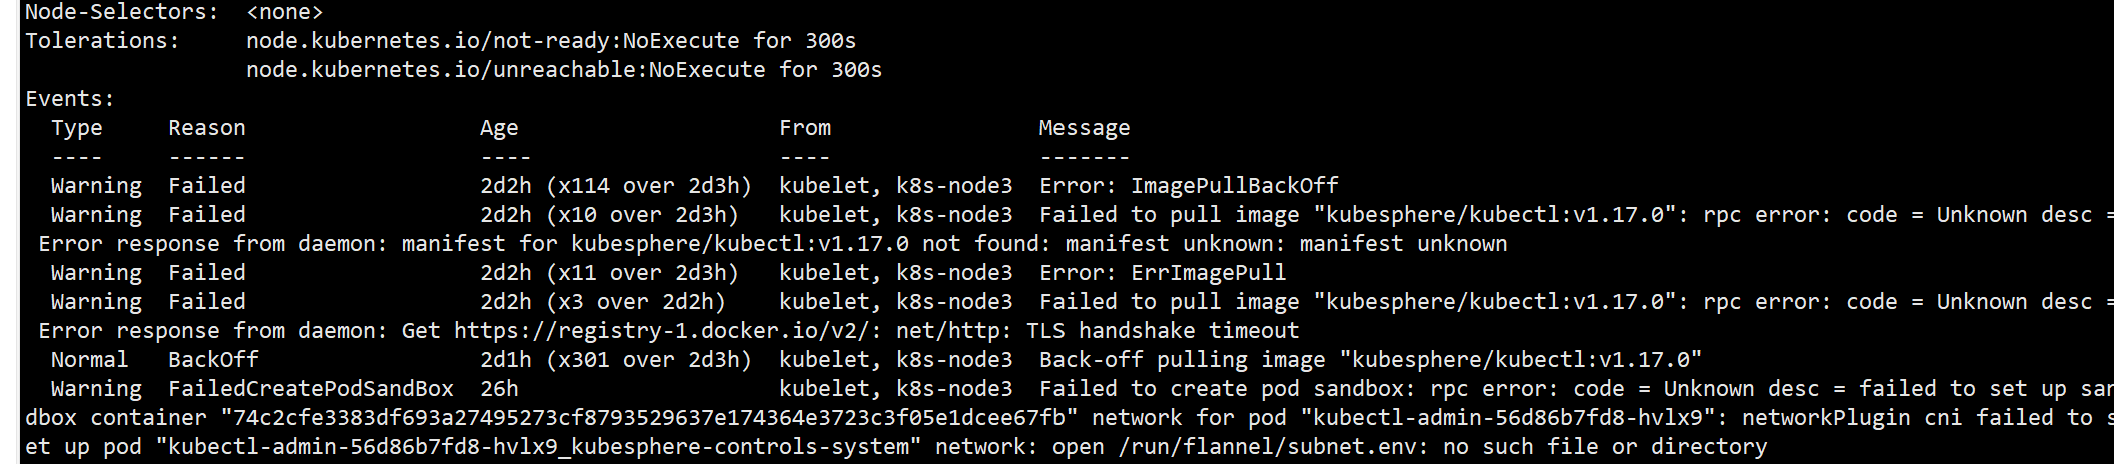 Node-Selectors:  <none>
Tolerations:     node.kubernetes.io/not-ready:NoExecute for 300s
                 node.kubernetes.io/unreachable:NoExecute for 300s
Events:
  Type     Reason                  Age                    From                Message
  ----     ------                  ----                   ----                -------
  Warning  Failed                  2d2h (x114 over 2d3h)  kubelet, k8s-node3  Error: ImagePullBackOff
  Warning  Failed                  2d2h (x10 over 2d3h)   kubelet, k8s-node3  Failed to pull image "kubesphere/kubectl:v1.17.0": rpc error: code = Unknown desc =
 Error response from daemon: manifest for kubesphere/kubectl:v1.17.0 not found: manifest unknown: manifest unknown
  Warning  Failed                  2d2h (x11 over 2d3h)   kubelet, k8s-node3  Error: ErrImagePull
  Warning  Failed                  2d2h (x3 over 2d2h)    kubelet, k8s-node3  Failed to pull image "kubesphere/kubectl:v1.17.0": rpc error: code = Unknown desc =
 Error response from daemon: Get https://registry-1.docker.io/v2/: net/http: TLS handshake timeout
  Normal   BackOff                 2d1h (x301 over 2d3h)  kubelet, k8s-node3  Back-off pulling image "kubesphere/kubectl:v1.17.0"
  Warning  FailedCreatePodSandBox  26h                    kubelet, k8s-node3  Failed to create pod sandbox: rpc error: code = Unknown desc = failed to set up san
dbox container "74c2cfe3383df693a27495273cf8793529637e174364e3723c3f05e1dcee67fb" network for pod "kubectl-admin-56d86b7fd8-hvlx9": networkPlugin cni failed to s
et up pod "kubectl-admin-56d86b7fd8-hvlx9_kubesphere-controls-system" network: open /run/flannel/subnet.env: no such file or directory